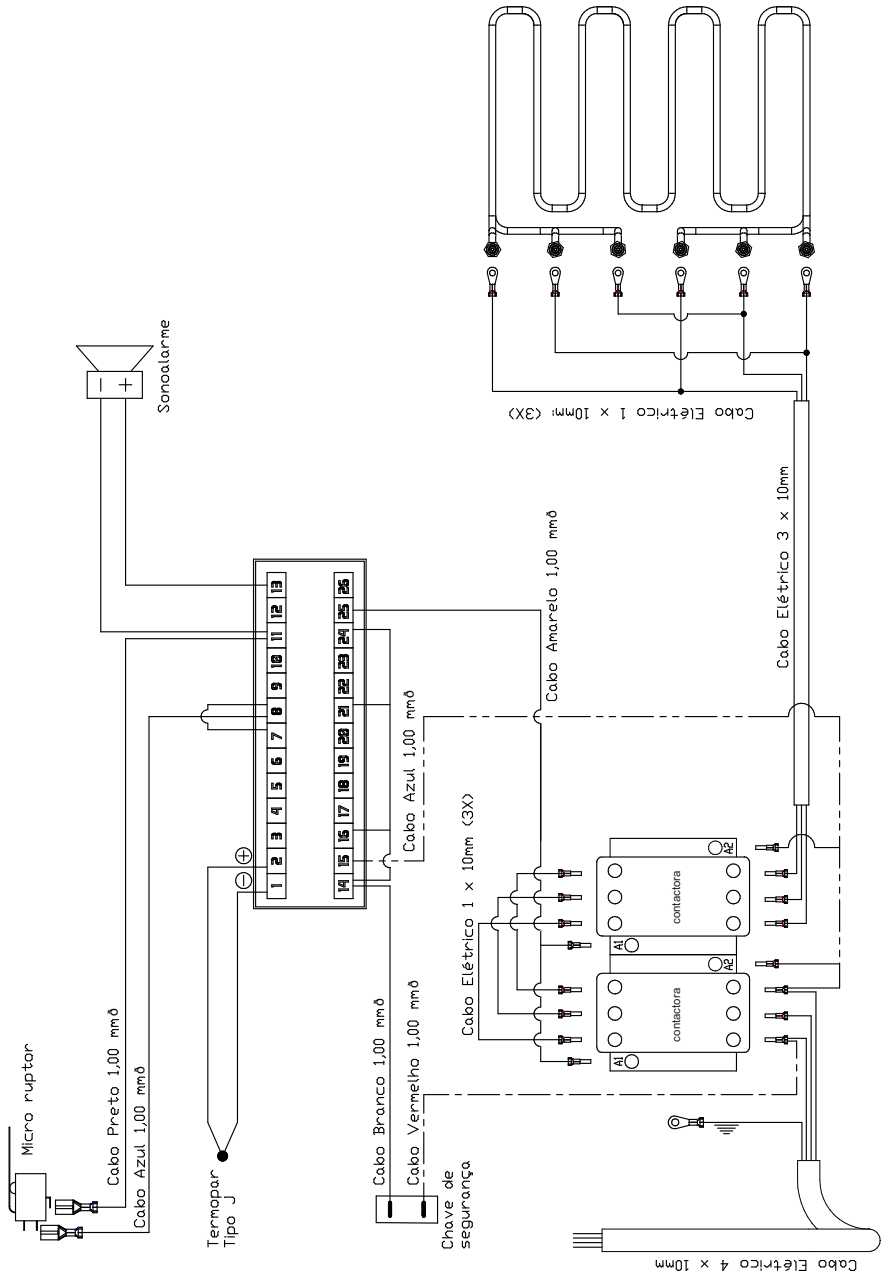 Micro ruptor
Cabo Preto 1,00 mmð
Cabo Azul 1,00 mmð
Termopar
Tipo J
Sonoalarme
- +
- +
1 2 3 4 5 6 7 8 9 10 11 12 13
14 15 16 17 18 19 20 21 22 23 24 25 26
Cabo Branco 1,00 mmð
Cabo Vermelho 1,00 mmð
Chave de
segurança
Cabo Azul 1,00 mmð
Cabo Elétrico 1 x 10mm (3X)
Cabo Amarelo 1,00 mmð
A1
contactora
A2
A1
contactora
A2
Cabo Elétrico 3 x 10mm
Cabo Elétrico 1 x 10mm; (3X)
Cabo Elétrico 4 x 10mm